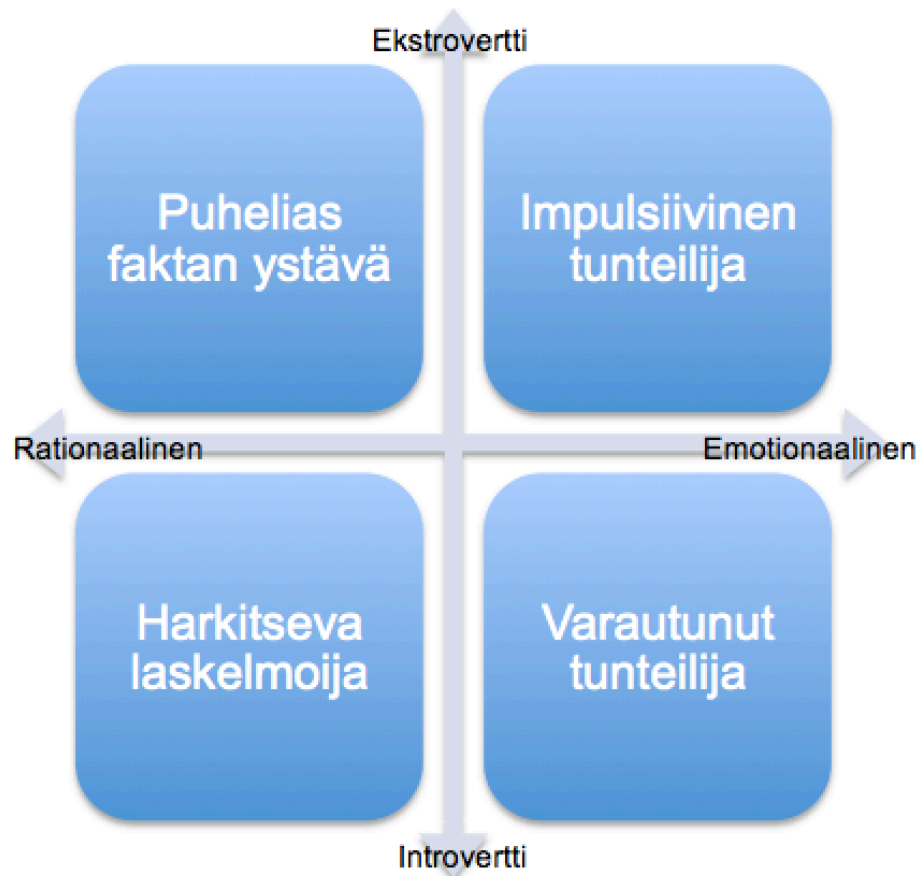 Ekstrovertti
Puhelias
faktan ystävä
Impulsiivinen
tunteilija
Rationaalinen
Emotionaalinen
Harkitseva
laskelmoija
Varautunut
tunteilija
Introvertti